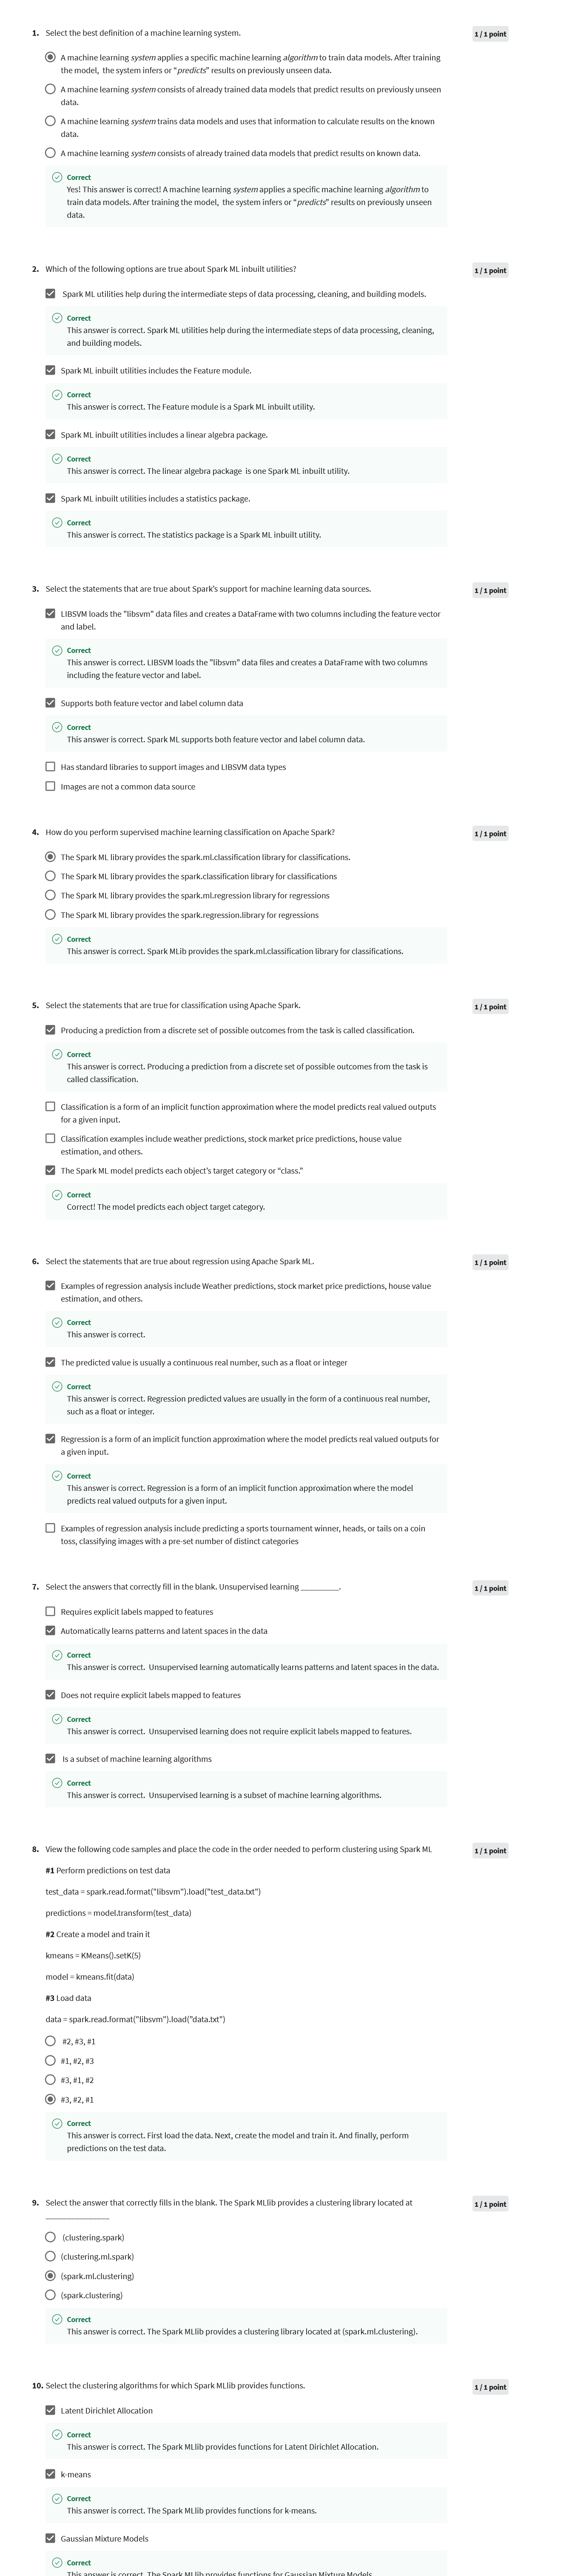 1. Select the best definition of a machine learning system.
1 / 1 point
A machine learning system applies a specific machine learning algorithm to train data models. After training
the model, the system infers or “predicts” results on previously unseen data.
A machine learning system consists of already trained data models that predict results on previously unseen
data.
A machine learning system trains data models and uses that information to calculate results on the known
data.
A machine learning system consists of already trained data models that predict results on known data.
Correct
Yes! This answer is correct! A machine learning system applies a specific machine learning algorithm to
train data models. After training the model, the system infers or “predicts” results on previously unseen
data.
2. Which of the following options are true about Spark ML inbuilt utilities?
1 / 1 point
Spark ML utilities help during the intermediate steps of data processing, cleaning, and building models.
Correct
This answer is correct. Spark ML utilities help during the intermediate steps of data processing, cleaning,
and building models.
Spark ML inbuilt utilities includes the Feature module.
Correct
This answer is correct. The Feature module is a Spark ML inbuilt utility.
Spark ML inbuilt utilities includes a linear algebra package.
Correct
This answer is correct. The linear algebra package is one Spark ML inbuilt utility.
Spark ML inbuilt utilities includes a statistics package.
Correct
This answer is correct. The statistics package is a Spark ML inbuilt utility.
3. Select the statements that are true about Spark’s support for machine learning data sources.
1 / 1 point
LIBSVM loads the "libsvm" data files and creates a DataFrame with two columns including the feature vector
and label.
Correct
This answer is correct. LIBSVM loads the "libsvm" data files and creates a DataFrame with two columns
including the feature vector and label.
Supports both feature vector and label column data
Correct
This answer is correct. Spark ML supports both feature vector and label column data.
Has standard libraries to support images and LIBSVM data types
Images are not a common data source
4. How do you perform supervised machine learning classification on Apache Spark?
1 / 1 point
The Spark ML library provides the spark.ml.classification library for classifications.
The Spark ML library provides the spark.classification library for classifications
The Spark ML library provides the spark.ml.regression library for regressions
The Spark ML library provides the spark.regression.library for regressions
Correct
This answer is correct. Spark MLib provides the spark.ml.classification library for classifications.
5. Select the statements that are true for classification using Apache Spark.
1 / 1 point
Producing a prediction from a discrete set of possible outcomes from the task is called classification.
Correct
This answer is correct. Producing a prediction from a discrete set of possible outcomes from the task is
called classification.
Classification is a form of an implicit function approximation where the model predicts real valued outputs
for a given input.
Classification examples include weather predictions, stock market price predictions, house value
estimation, and others.
The Spark ML model predicts each object’s target category or “class.”
Correct
Correct! The model predicts each object target category.
6. Select the statements that are true about regression using Apache Spark ML.
1 / 1 point
Examples of regression analysis include Weather predictions, stock market price predictions, house value
estimation, and others.
Correct
This answer is correct.
The predicted value is usually a continuous real number, such as a float or integer
Correct
This answer is correct. Regression predicted values are usually in the form of a continuous real number,
such as a float or integer.
Regression is a form of an implicit function approximation where the model predicts real valued outputs for
a given input.
Correct
This answer is correct. Regression is a form of an implicit function approximation where the model
predicts real valued outputs for a given input.
Examples of regression analysis include predicting a sports tournament winner, heads, or tails on a coin
toss, classifying images with a pre-set number of distinct categories
7. Select the answers that correctly fill in the blank. Unsupervised learning _________.
1 / 1 point
Requires explicit labels mapped to features
Automatically learns patterns and latent spaces in the data
Correct
This answer is correct. Unsupervised learning automatically learns patterns and latent spaces in the data.
Does not require explicit labels mapped to features
Correct
This answer is correct. Unsupervised learning does not require explicit labels mapped to features.
Is a subset of machine learning algorithms
Correct
This answer is correct. Unsupervised learning is a subset of machine learning algorithms.
8. View the following code samples and place the code in the order needed to perform clustering using Spark ML
1 / 1 point
#1 Perform predictions on test data
test_data = spark.read.format("libsvm").load("test_data.txt")
predictions = model.transform(test_data)
#2 Create a model and train it
kmeans = KMeans().setK(5)
model = kmeans.fit(data)
#3 Load data
data = spark.read.format("libsvm").load("data.txt")
#2, #3, #1
#1, #2, #3
#3, #1, #2
#3, #2, #1
Correct
This answer is correct. First load the data. Next, create the model and train it. And finally, perform
predictions on the test data.
9. Select the answer that correctly fills in the blank. The Spark MLlib provides a clustering library located at
_______________
1 / 1 point
(clustering.spark)
(clustering.ml.spark)
(spark.ml.clustering)
(spark.clustering)
Correct
This answer is correct. The Spark MLlib provides a clustering library located at (spark.ml.clustering).
10. Select the clustering algorithms for which Spark MLlib provides functions.
1 / 1 point
Latent Dirichlet Allocation
Correct
This answer is correct. The Spark MLlib provides functions for Latent Dirichlet Allocation.
k-means
Correct
This answer is correct. The Spark MLlib provides functions for k-means.
Gaussian Mixture Models
Correct
This answer is correct. The Spark MLlib provides functions for Gaussian Mixture Models